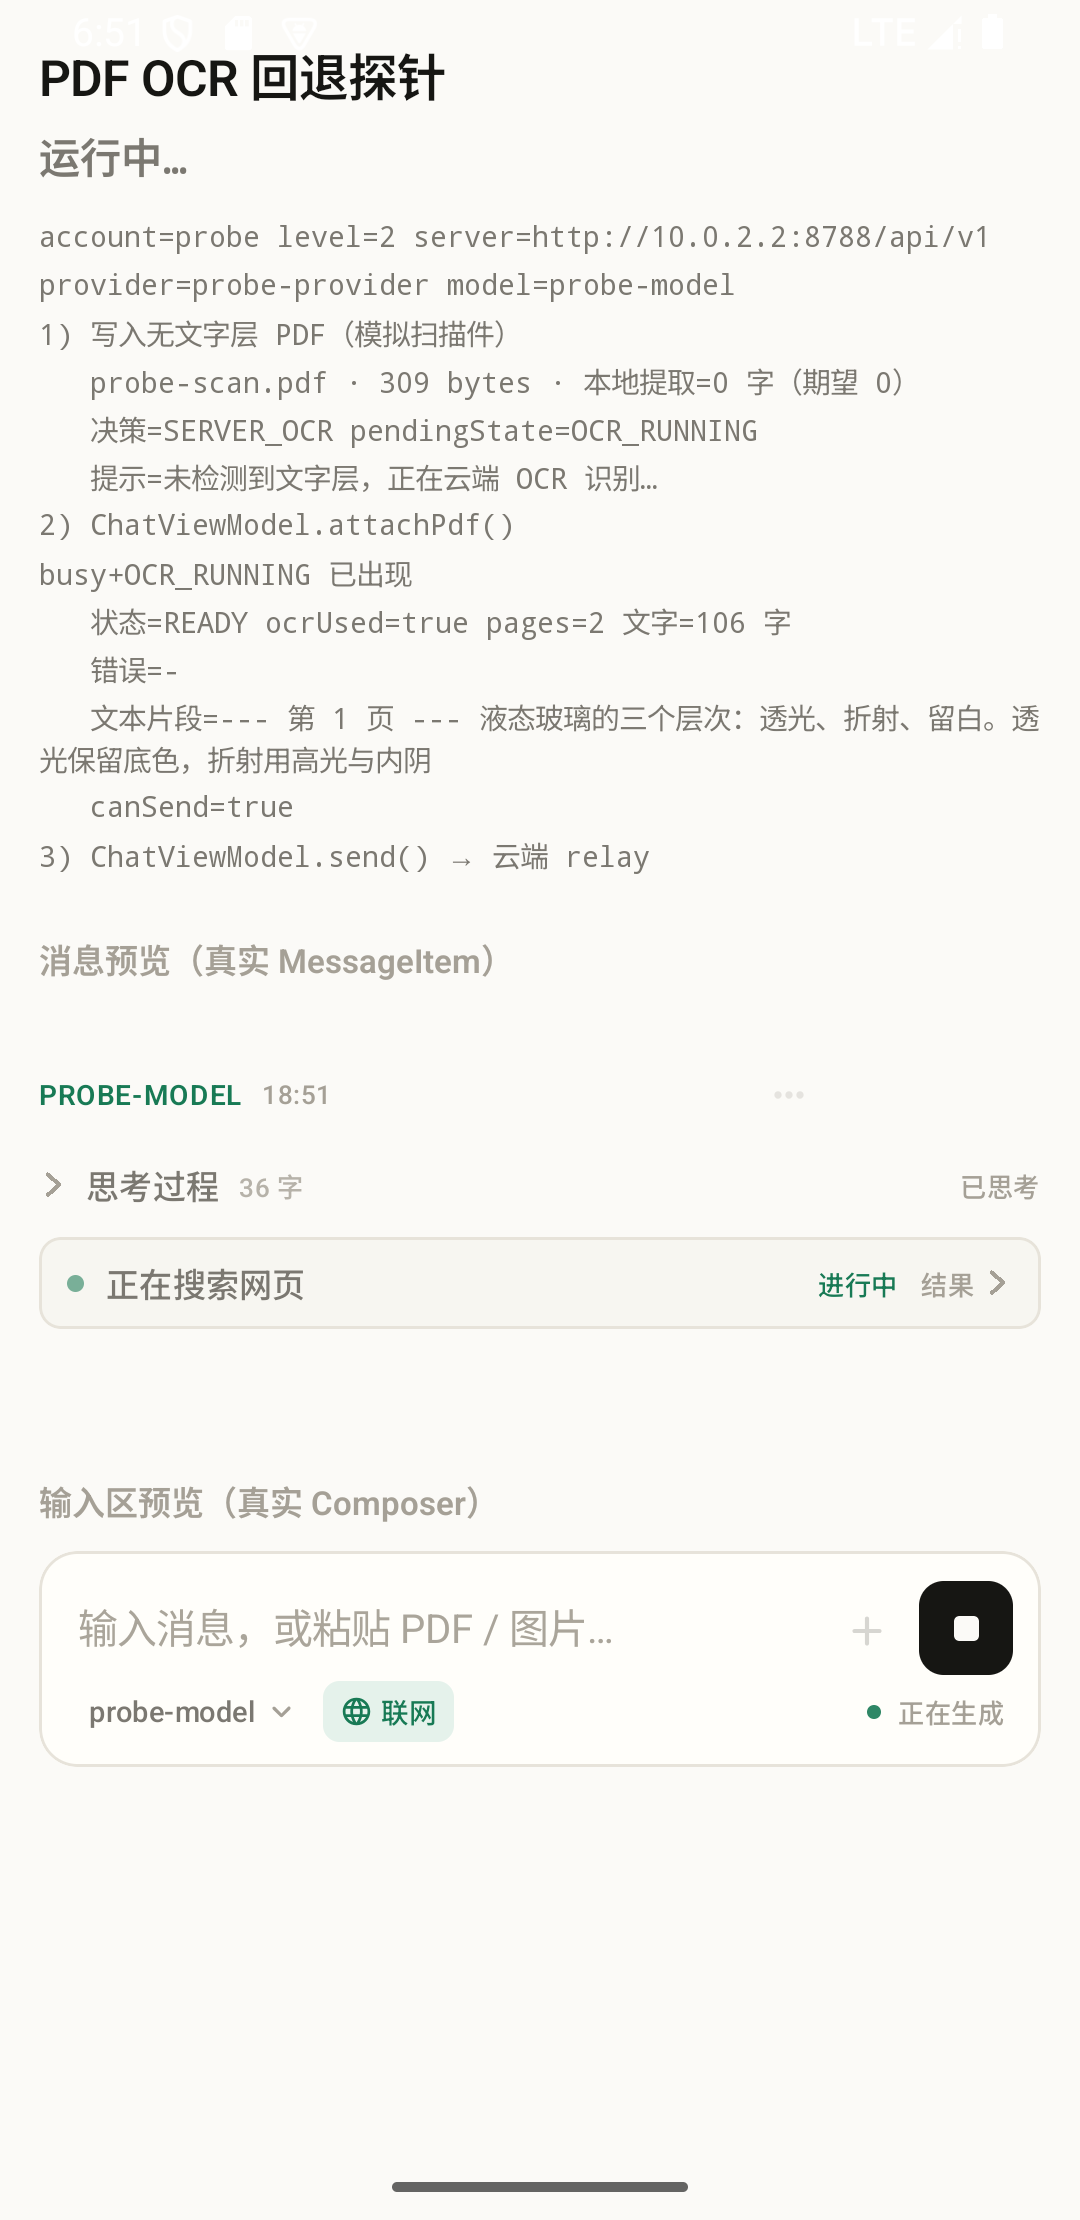 6:51 LTE
PDF OCR 回退探针
运行中…
account=probe level=2 server=http://10.0.2.2:8788/api/v1
provider=probe-provider model=probe-model
1) 写入无文字层 PDF（模拟扫描件）
probe-scan.pdf · 309 bytes · 本地提取=0 字（期望 0）
决策=SERVER_OCR pendingState=OCR_RUNNING
提示=未检测到文字层，正在云端 OCR 识别…
2) ChatViewModel.attachPdf()
busy+OCR_RUNNING 已出现
状态=READY ocrUsed=true pages=2 文字=106 字
错误=-
文本片段=--- 第 1 页 --- 液态玻璃的三个层次：透光、折射、留白。透
光保留底色，折射用高光与内阴
canSend=true
3) ChatViewModel.send() → 云端 relay
消息预览（真实 MessageItem）
PROBE-MODEL 18:51
思考过程 36 字 已思考
正在搜索网页 进行中 结果
输入区预览（真实 Composer）
输入消息，或粘贴 PDF / 图片…
probe-model 联网 正在生成